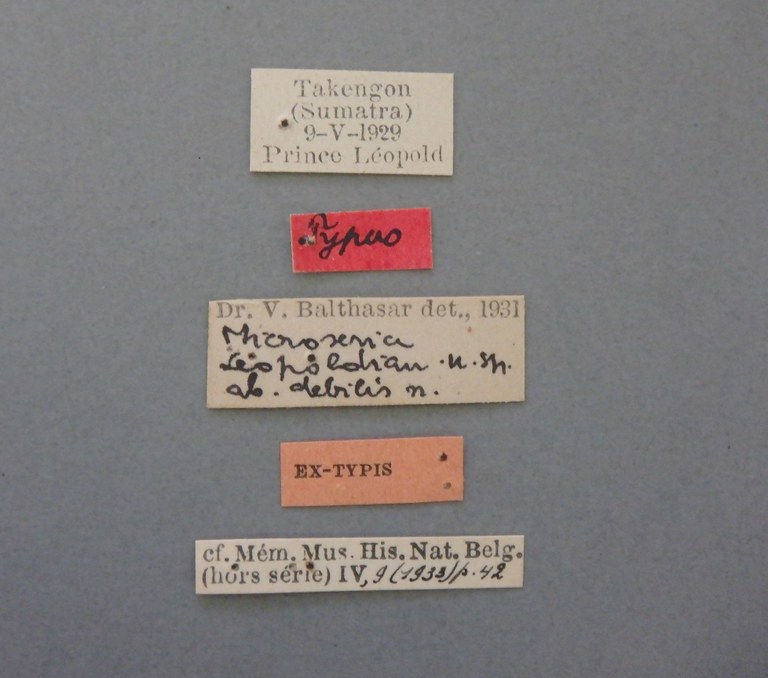 Takengon
(Sumatra)
9-V-1929
Prince Léopold
Typus
Dr. V. Balthasar det., 1931
Microserica
Leopoldian. n. sp.
ab. debilis n.
EX-TYPIS
cf. Mém. Mus. His. Nat. Belg.
(hors série) IV, 9 (1933) p. 42